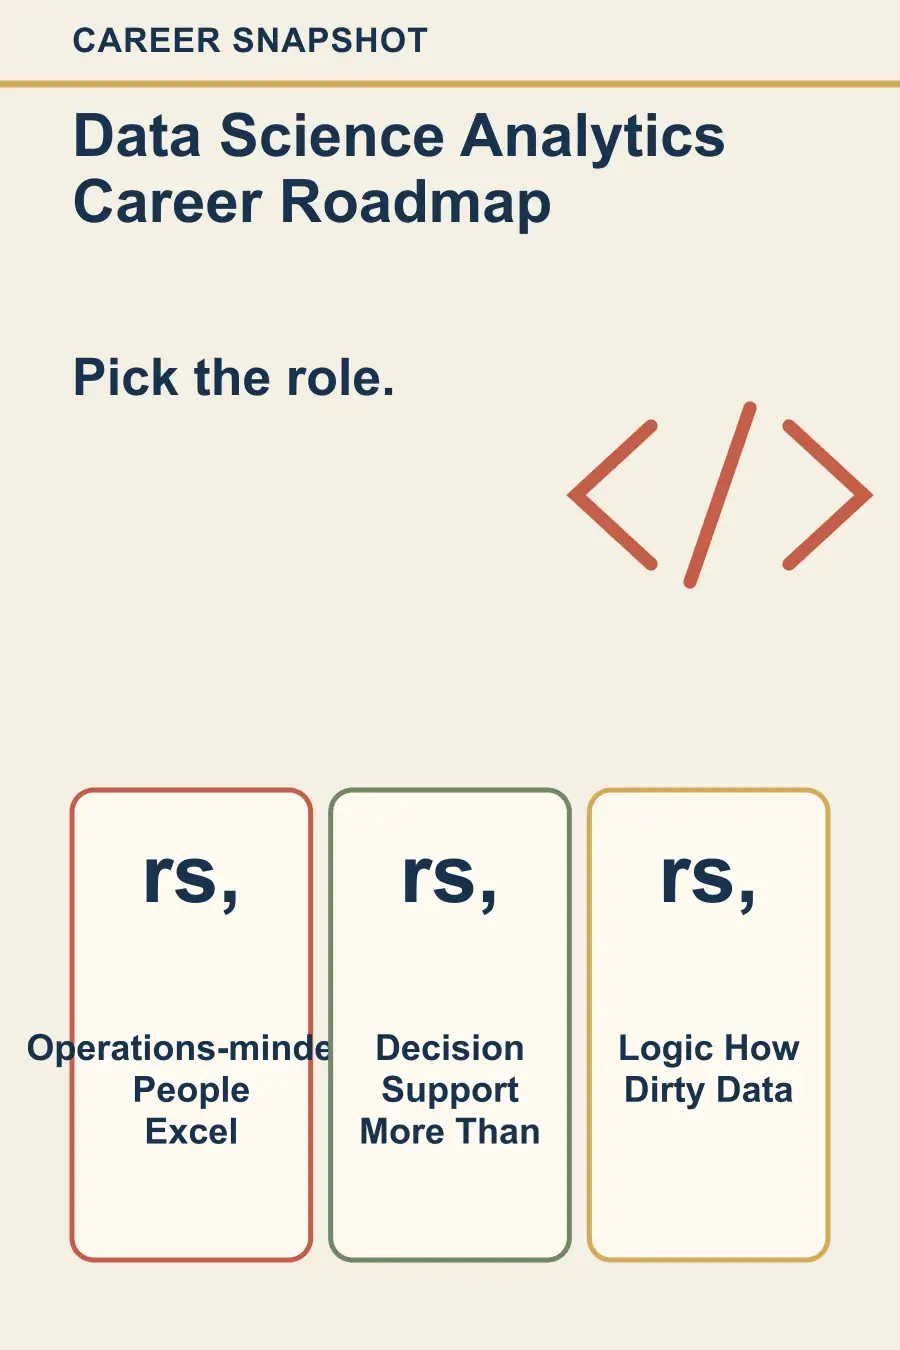 CAREER SNAPSHOT
Data Science Analytics
Career Roadmap
Pick the role.
</>
rs,
Operations-minde
People
Excel
rs,
Decision
Support
More Than
rs,
Logic How
Dirty Data